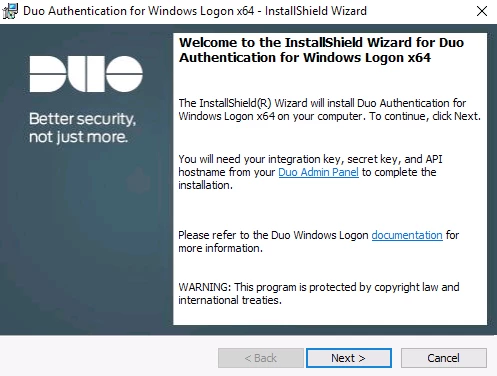 Duo Authentication for Windows Logon x64 - InstallShield Wizard
DUO
Better security,
not just more.
Welcome to the InstallShield Wizard for Duo
Authentication for Windows Logon x64
The InstallShield(R) Wizard will install Duo Authentication for
Windows Logon x64 on your computer. To continue, click Next.
You will need your integration key, secret key, and API
hostname from your Duo Admin Panel to complete the
installation.
Please refer to the Duo Windows Logon documentation for
more information.
WARNING: This program is protected by copyright law and
international treaties.
< Back
Next >
Cancel